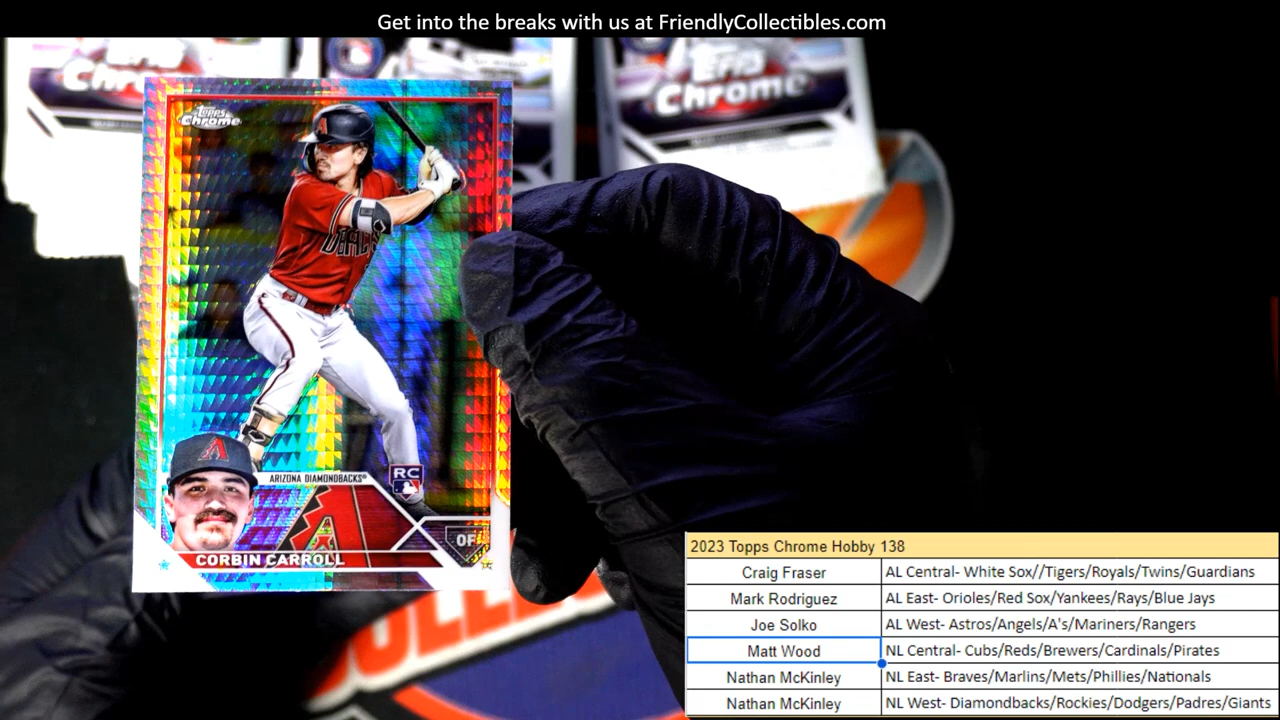 Get into the breaks with us at FriendlyCollectibles.com
Topps
Chrome
Topps
Chrome
ARIZONA DIAMONDBACKS®
RC
OF
CORBIN CARROLL
2023 Topps Chrome Hobby 138
Craig Fraser AL Central- White Sox//Tigers/Royals/Twins/Guardians
Mark Rodriguez AL East- Orioles/Red Sox/Yankees/Rays/Blue Jays
Joe Solko AL West- Astros/Angels/A's/Mariners/Rangers
Matt Wood NL Central- Cubs/Reds/Brewers/Cardinals/Pirates
Nathan McKinley NL East- Braves/Marlins/Mets/Phillies/Nationals
Nathan McKinley NL West- Diamondbacks/Rockies/Dodgers/Padres/Giants